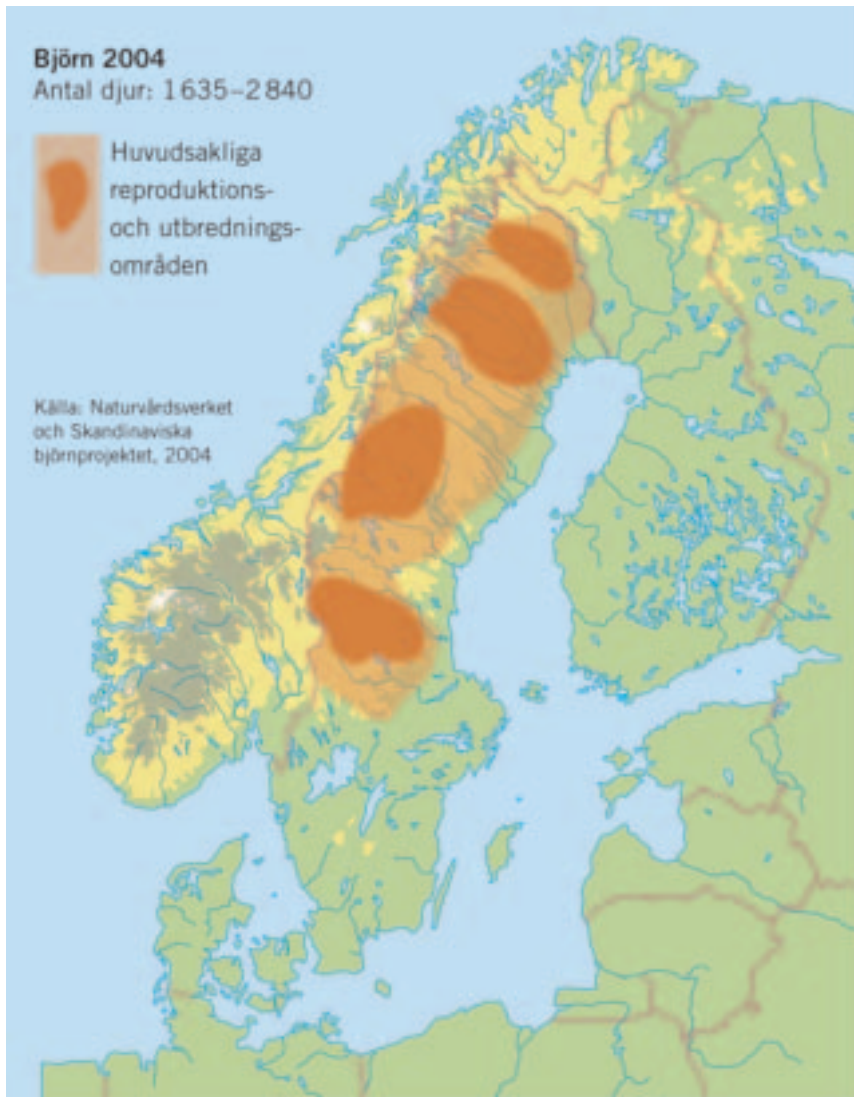 Björn 2004
Antal djur: 1 635–2 840
Huvudsakliga
reproduktions-
och utbrednings-
områden
Källa: Naturvårdsverket
och Skandinaviska
björnprojektet, 2004